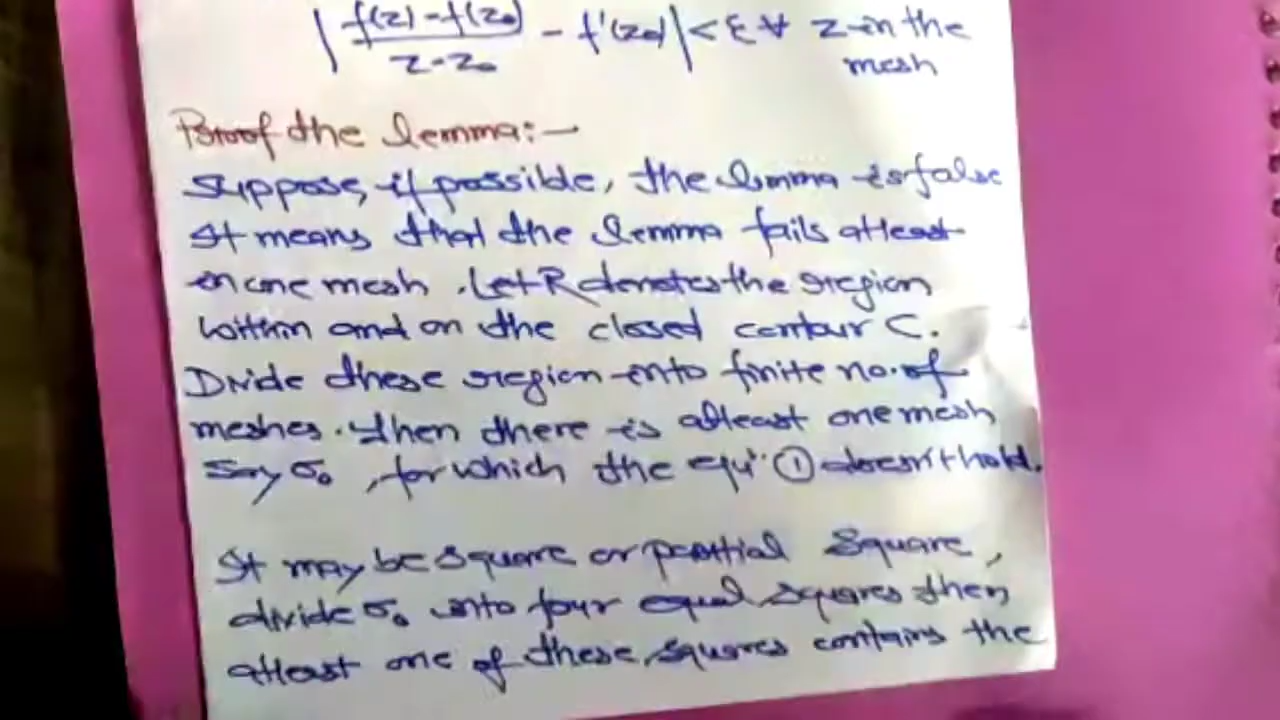 | f(z)-f(z₀) / z-z₀ - f'(z₀)| < ε ∀ z in the mesh
Proof the lemma:-
Suppose, if possible, the lemma is false
It means that the lemma fails atleast
in one mesh. Let R denotes the region
within and on the closed contour C.
Divide these region into finite no. of
meshes. Then there is atleast one mesh
say σ₀, for which the equ. ① doesn't hold.
It may be square or partial square,
divide σ₀ into four equal squares then
atleast one of these squares contains the